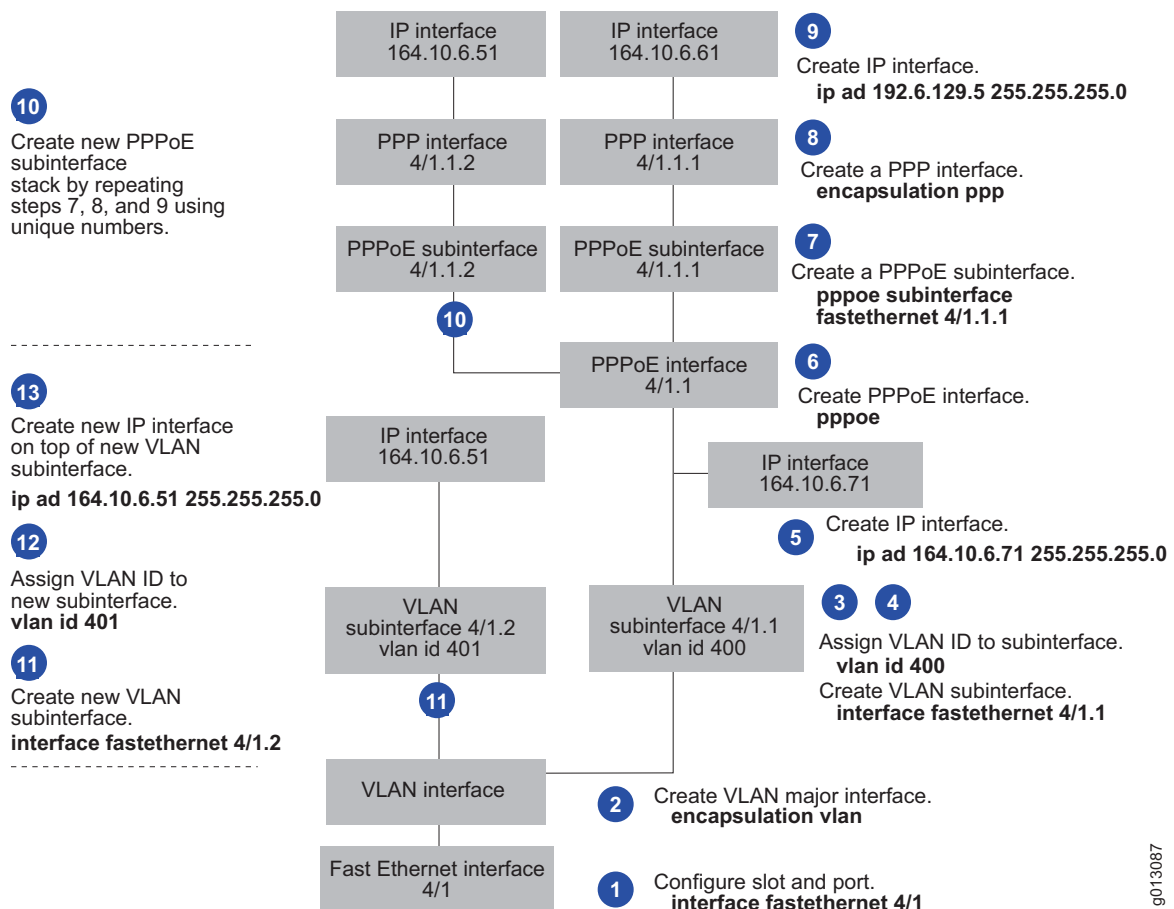 IP interface
164.10.6.51
IP interface
164.10.6.61
9
Create IP interface.
ip ad 192.6.129.5 255.255.255.0
10
Create new PPPoE
subinterface
stack by repeating
steps 7, 8, and 9 using
unique numbers.
PPP interface
4/1.1.2
PPP interface
4/1.1.1
8
Create a PPP interface.
encapsulation ppp
PPPoE subinterface
4/1.1.2
PPPoE subinterface
4/1.1.1
7
Create a PPPoE subinterface.
pppoe subinterface
fastethernet 4/1.1.1
10
PPPoE interface
4/1.1
6
Create PPPoE interface.
pppoe
13
Create new IP interface
on top of new VLAN
subinterface.
ip ad 164.10.6.51 255.255.255.0
IP interface
164.10.6.51
IP interface
164.10.6.71
5
Create IP interface.
ip ad 164.10.6.71 255.255.255.0
12
Assign VLAN ID to
new subinterface.
vlan id 401
VLAN
subinterface 4/1.2
vlan id 401
VLAN
subinterface 4/1.1
vlan id 400
3 4
Assign VLAN ID to subinterface.
vlan id 400
Create VLAN subinterface.
interface fastethernet 4/1.1
11
Create new VLAN
subinterface.
interface fastethernet 4/1.2
11
VLAN interface
2
Create VLAN major interface.
encapsulation vlan
Fast Ethernet interface
4/1
1
Configure slot and port.
interface fastethernet 4/1
g013087